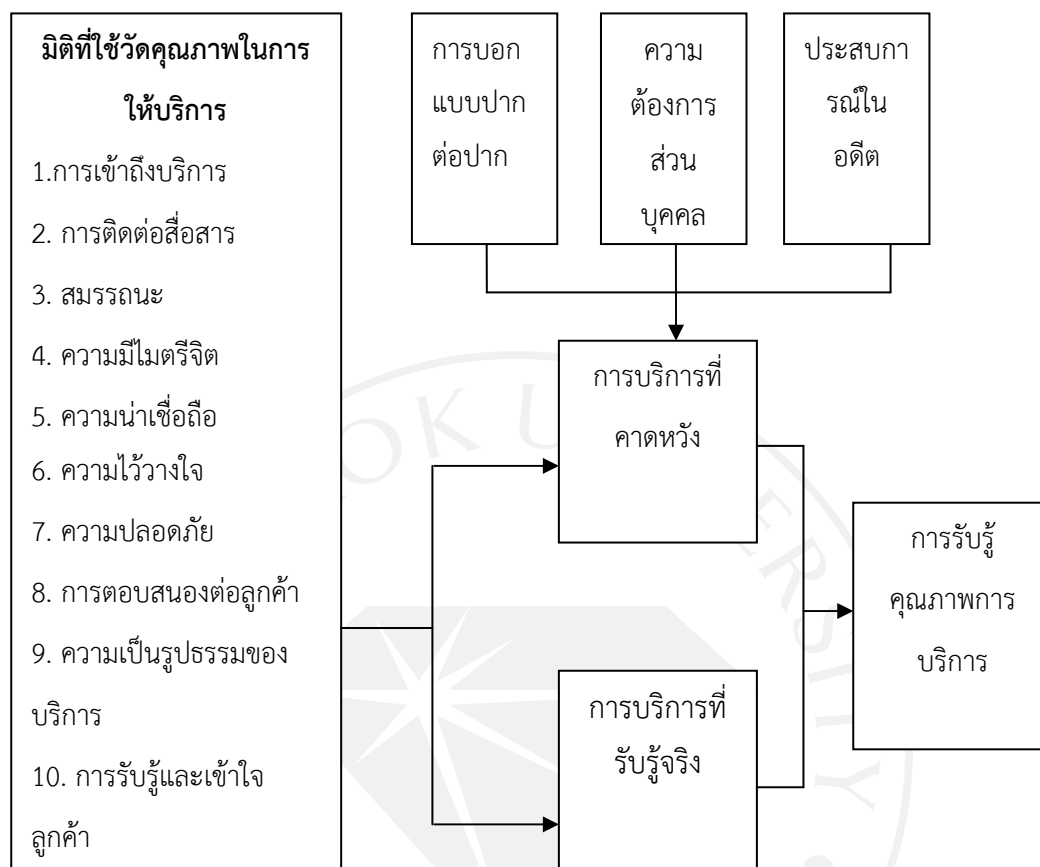 มิติที่ใช้วัดคุณภาพในการ
ให้บริการ
1.การเข้าถึงบริการ
2. การติดต่อสื่อสาร
3. สมรรถนะ
4. ความมีไมตรีจิต
5. ความน่าเชื่อถือ
6. ความไว้วางใจ
7. ความปลอดภัย
8. การตอบสนองต่อลูกค้า
9. ความเป็นรูปธรรมของ
บริการ
10. การรับรู้และเข้าใจ
ลูกค้า
การบอก
แบบปาก
ต่อปาก
ความ
ต้องการ
ส่วน
บุคคล
ประสบกา
รณ์ใน
อดีต
การบริการที่
คาดหวัง
การบริการที่
รับรู้จริง
การรับรู้
คุณภาพการ
บริการ